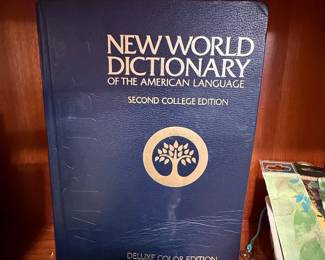 NEW WORLD
DICTIONARY
OF THE AMERICAN LANGUAGE
SECOND COLLEGE EDITION
DELUXE COLOR EDITION